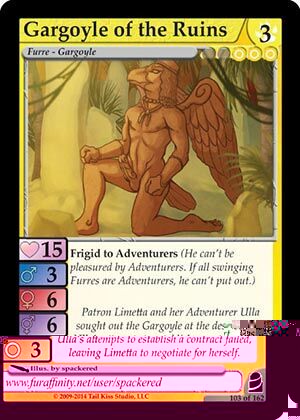 Gargoyle of the Ruins 3
Furre - Gargoyle
15 Frigid to Adventurers (He can't be
pleasured by Adventurers. If all swinging
3 Furres are Adventurers, he can't put out.)
6
6 Patron Limetta and her Adventurer Ulla
sought out the Gargoyle at the
Ulla's attempts to establish a contract failed,
3 leaving Limetta to negotiate for herself.
Illus. by spackered
www.furaffinity.net/user/spackered
© 2009-2014 Tail Kiss Studio, LLC 103 of 162